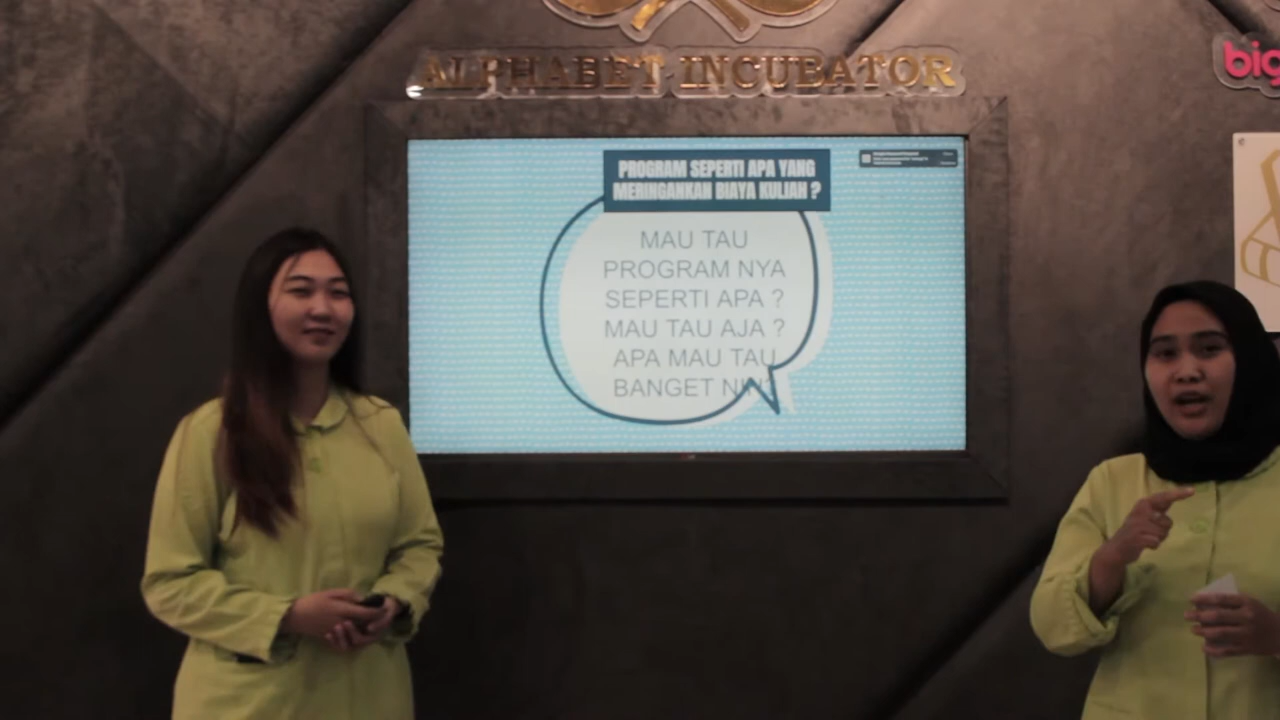 ALPHABET INCUBATOR
big
PROGRAM SEPERTI APA YANG
MERINGANKAN BIAYA KULIAH ?
MAU TAU
PROGRAM NYA
SEPERTI APA ?
MAU TAU AJA ?
APA MAU TAU
BANGET